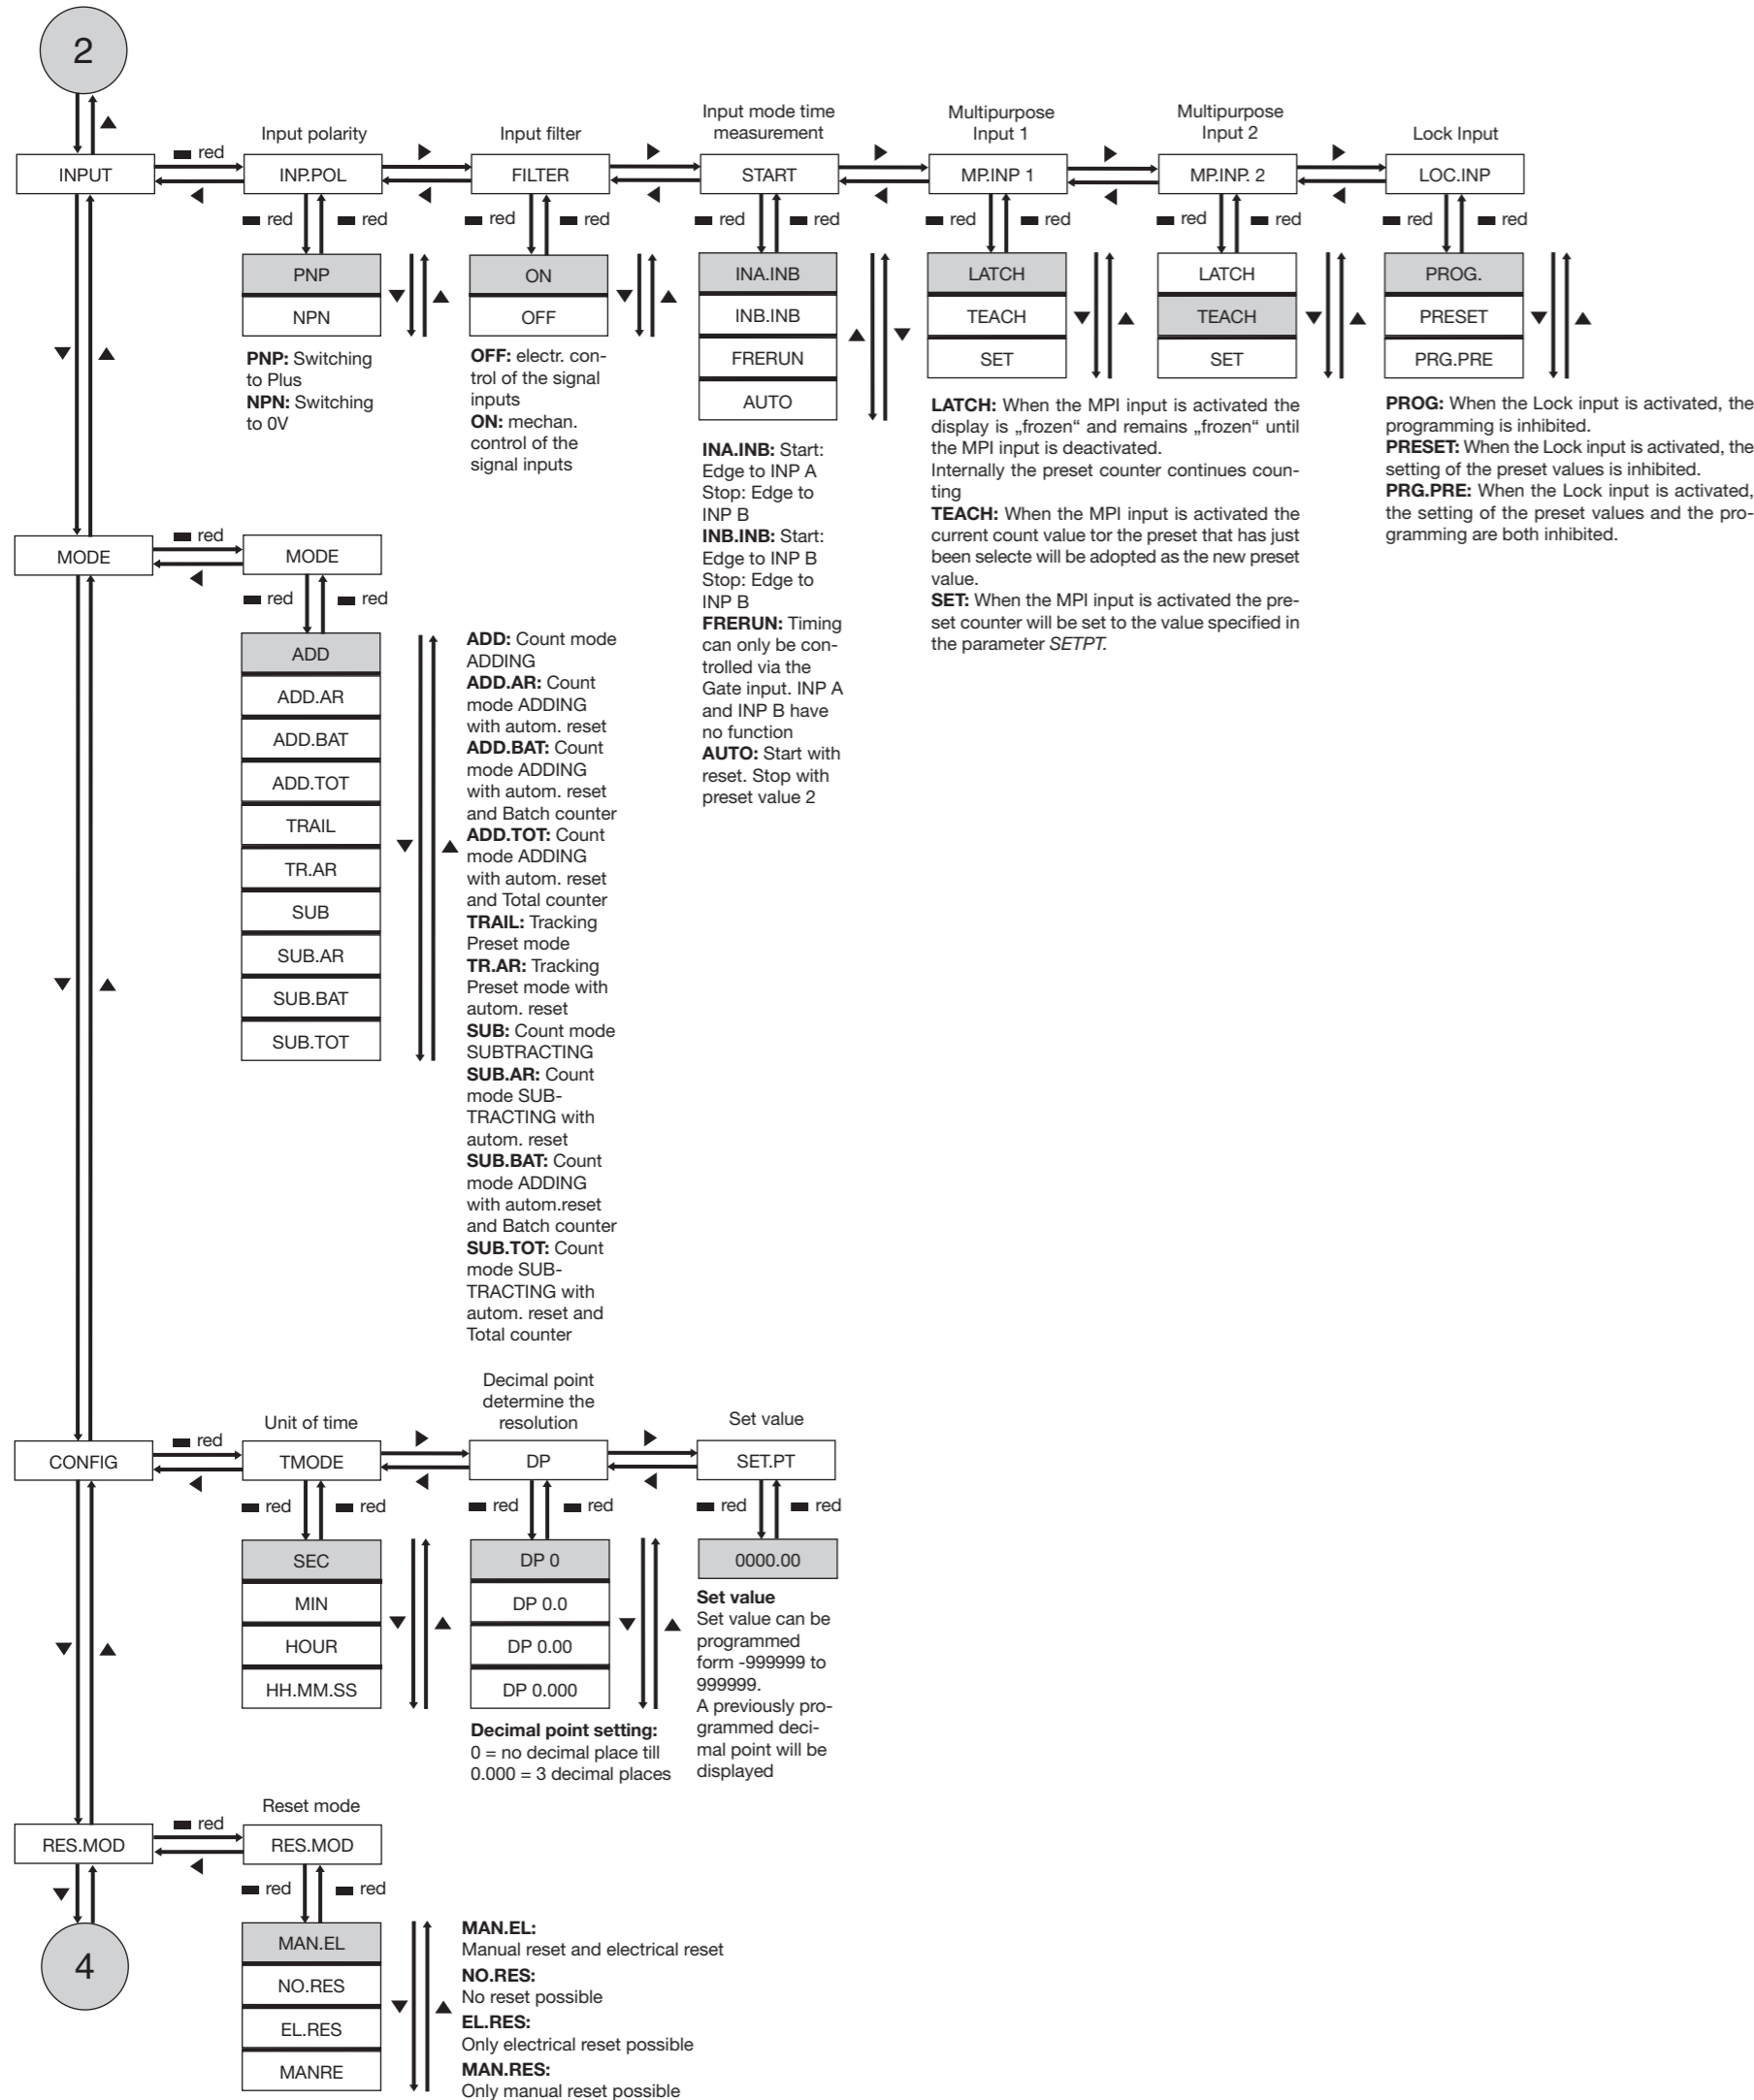 2
Input polarity
Input filter
Input mode time
measurement
Multipurpose
Input 1
Multipurpose
Input 2
Lock Input
INPUT
red
INP.POL
FILTER
START
MP.INP 1
MP.INP. 2
LOC.INP
red red
red red
red red
red red
red red
red red
PNP
NPN
PNP: Switching
to Plus
NPN: Switching
to 0V
ON
OFF
OFF: electr. con-
trol of the signal
inputs
ON: mechan.
control of the
signal inputs
INA.INB
INB.INB
FRERUN
AUTO
INA.INB: Start:
Edge to INP A
Stop: Edge to
INP B
INB.INB: Start:
Edge to INP B
Stop: Edge to
INP B
FRERUN: Timing
can only be con-
trolled via the
Gate input. INP A
and INP B have
no function
AUTO: Start with
reset. Stop with
preset value 2
LATCH
TEACH
SET
LATCH
TEACH
SET
LATCH: When the MPI input is activated the
display is „frozen“ and remains „frozen“ until
the MPI input is deactivated.
Internally the preset counter continues coun-
ting
TEACH: When the MPI input is activated the
current count value tor the preset that has just
been selecte will be adopted as the new preset
value.
SET: When the MPI input is activated the pre-
set counter will be set to the value specified in
the parameter SETPT.
PROG.
PRESET
PRG.PRE
PROG: When the Lock input is activated, the
programming is inhibited.
PRESET: When the Lock input is activated, the
setting of the preset values is inhibited.
PRG.PRE: When the Lock input is activated,
the setting of the preset values and the pro-
gramming are both inhibited.
MODE
red
MODE
red red
ADD
ADD.AR
ADD.BAT
ADD.TOT
TRAIL
TR.AR
SUB
SUB.AR
SUB.BAT
SUB.TOT
ADD: Count mode
ADDING
ADD.AR: Count
mode ADDING
with autom. reset
ADD.BAT: Count
mode ADDING
with autom. reset
and Batch counter
ADD.TOT: Count
mode ADDING
with autom. reset
and Total counter
TRAIL: Tracking
Preset mode
TR.AR: Tracking
Preset mode with
autom. reset
SUB: Count mode
SUBTRACTING
SUB.AR: Count
mode SUB-
TRACTING with
autom. reset
SUB.BAT: Count
mode ADDING
with autom.reset
and Batch counter
SUB.TOT: Count
mode SUB-
TRACTING with
autom. reset and
Total counter
Unit of time
Decimal point
determine the
resolution
Set value
CONFIG
red
TMODE
DP
SET.PT
red red
red red
red red
SEC
MIN
HOUR
HH.MM.SS
DP 0
DP 0.0
DP 0.00
DP 0.000
Decimal point setting:
0 = no decimal place till
0.000 = 3 decimal places
0000.00
Set value
Set value can be
programmed
form -999999 to
999999.
A previously pro-
grammed deci-
mal point will be
displayed
Reset mode
RES.MOD
red
RES.MOD
red red
4
MAN.EL
NO.RES
EL.RES
MANRE
MAN.EL:
Manual reset and electrical reset
NO.RES:
No reset possible
EL.RES:
Only electrical reset possible
MAN.RES:
Only manual reset possible